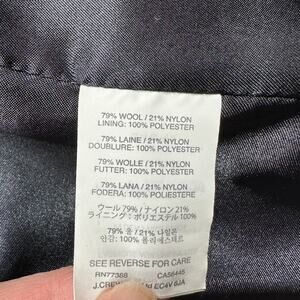 79% WOOL / 21% NYLON
LINING: 100% POLYESTER
79% LAINE / 21% NYLON
DOUBLURE: 100% POLYESTER
79% WOLLE / 21% NYLON
FUTTER: 100% POLYESTER
79% LANA / 21% NYLON
FODERA: 100% POLIESTERE
ウール 79% / ナイロン 21%
ライニング：ポリエステル 100%
79% 울 / 21% 나일론
안감: 100% 폴리에스테르
SEE REVERSE FOR CARE
RN77388 CA56445
J.CREW EC4V 6JA